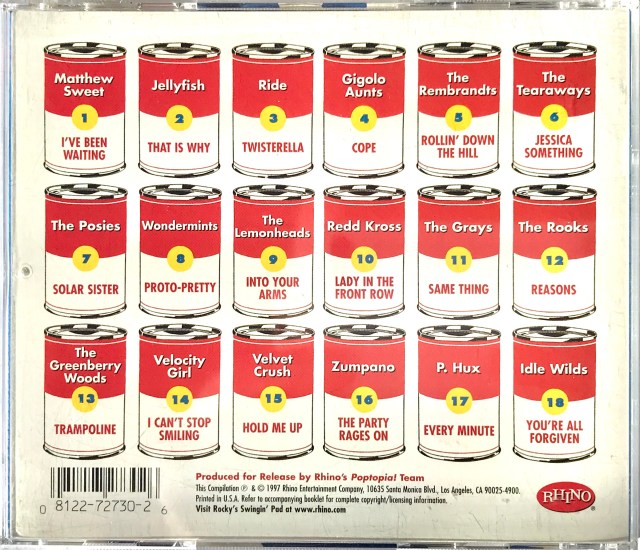 Matthew
Sweet
1
I'VE BEEN
WAITING
Jellyfish
2
THAT IS WHY
Ride
3
TWISTERELLA
Gigolo
Aunts
4
COPE
The
Rembrandts
5
ROLLIN' DOWN
THE HILL
The
Tearaways
6
JESSICA
SOMETHING
The Posies
7
SOLAR SISTER
Wondermints
8
PROTO-PRETTY
The
Lemonheads
9
INTO YOUR
ARMS
Redd Kross
10
LADY IN THE
FRONT ROW
The Grays
11
SAME THING
The Rooks
12
REASONS
The
Greenberry
Woods
13
TRAMPOLINE
Velocity
Girl
14
I CAN'T STOP
SMILING
Velvet
Crush
15
HOLD ME UP
Zumpano
16
THE PARTY
RAGES ON
P. Hux
17
EVERY MINUTE
Idle Wilds
18
YOU'RE ALL
FORGIVEN
0 8122-72730-2 6
Produced for Release by Rhino's Poptopia! Team
This Compilation ℗ & © 1997 Rhino Entertainment Company, 10635 Santa Monica Blvd., Los Angeles, CA 90025-4900.
Printed in U.S.A. Refer to accompanying booklet for complete copyright/licensing information.
Visit Rocky's Swingin' Pad at www.rhino.com
RHINO®